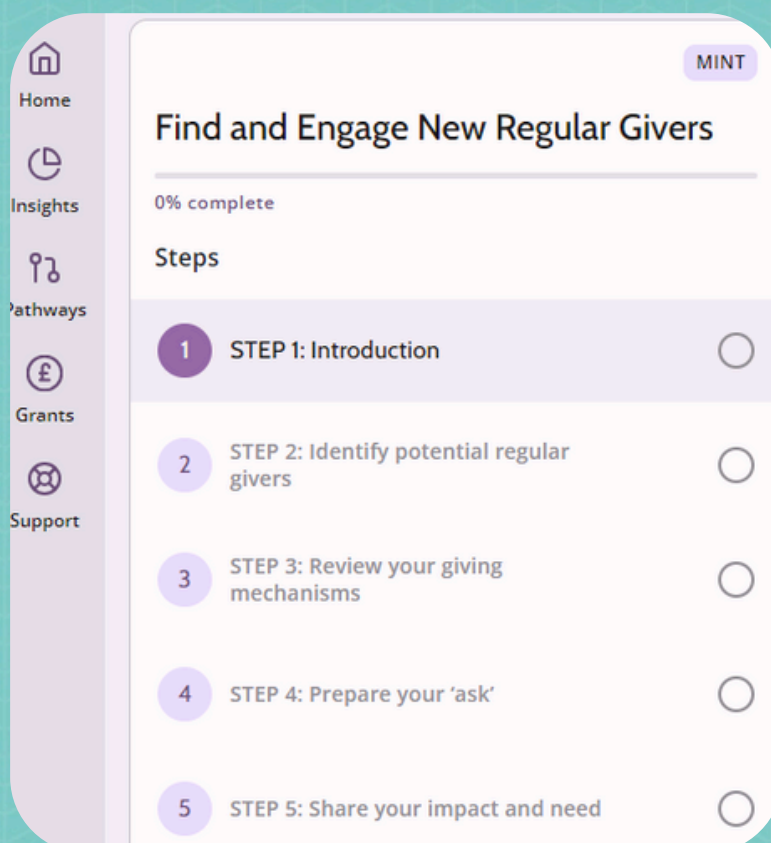 Home
Insights
Pathways
£
Grants
Support
MINT
Find and Engage New Regular Givers
0% complete
Steps
1 STEP 1: Introduction
2 STEP 2: Identify potential regular
givers
3 STEP 3: Review your giving
mechanisms
4 STEP 4: Prepare your ‘ask’
5 STEP 5: Share your impact and need